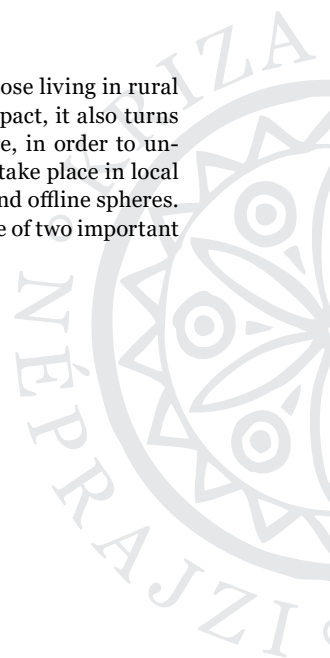 ose living in rural
pact, it also turns
e, in order to un-
take place in local
nd offline spheres.
e of two important
KRIZA
NÉPRAJZI